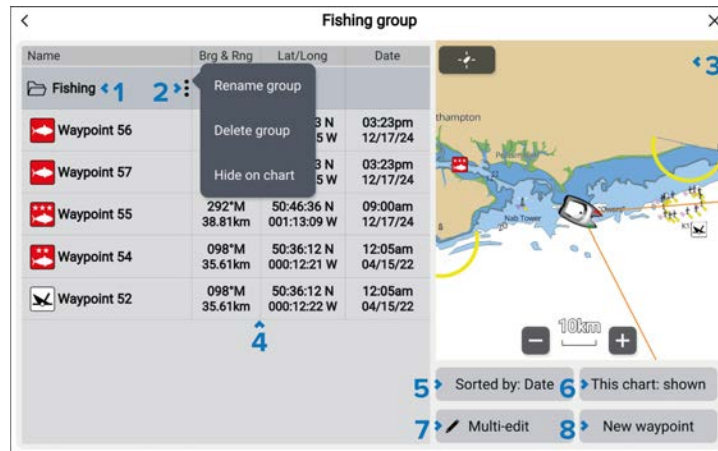 Fishing group
Name Brg & Rng Lat/Long Date
Fishing 1 2
Rename group
Delete group
Hide on chart
Waypoint 56 3 N 03:23pm
5 W 12/17/24
Waypoint 57 3 N 03:23pm
5 W 12/17/24
Waypoint 55 292°M 50:46:36 N 09:00am
38.81km 001:13:09 W 12/17/24
Waypoint 54 098°M 50:36:12 N 12:05am
35.61km 000:12:21 W 04/15/22
Waypoint 52 098°M 50:36:12 N 12:05am
35.61km 000:12:22 W 04/15/22
4
3
thampton
Nab Tower
10km
5 Sorted by: Date 6 This chart: shown
7 Multi-edit 8 New waypoint